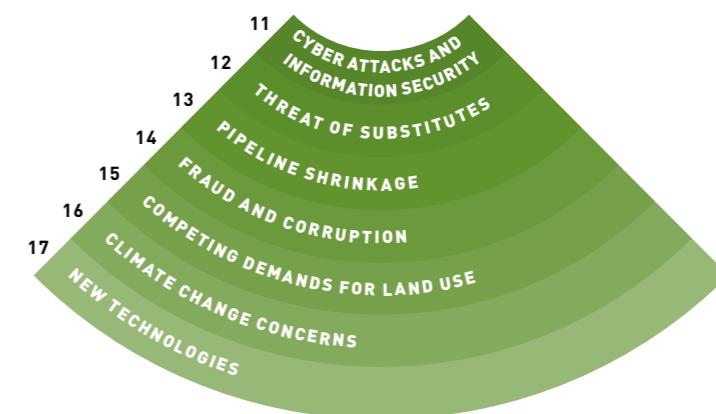 11
CYBER ATTACKS AND
INFORMATION SECURITY
12
THREAT OF SUBSTITUTES
13
PIPELINE SHRINKAGE
14
FRAUD AND CORRUPTION
15
COMPETING DEMANDS FOR LAND USE
16
CLIMATE CHANGE CONCERNS
17
NEW TECHNOLOGIES